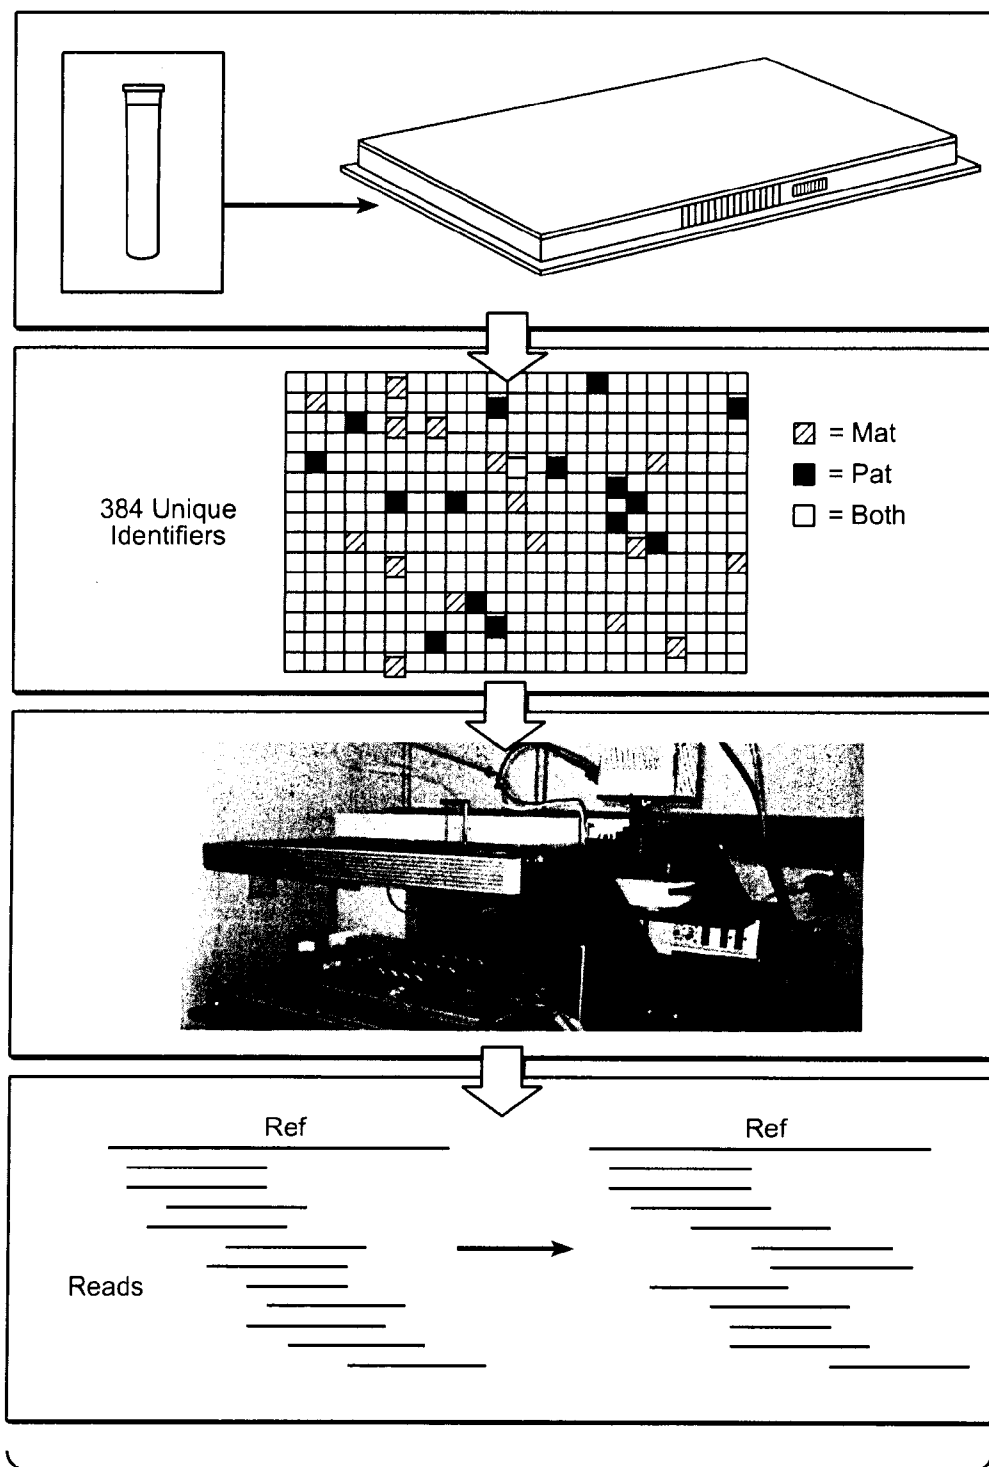 384 Unique
Identifiers
= Mat
= Pat
= Both
Ref
Ref
Reads